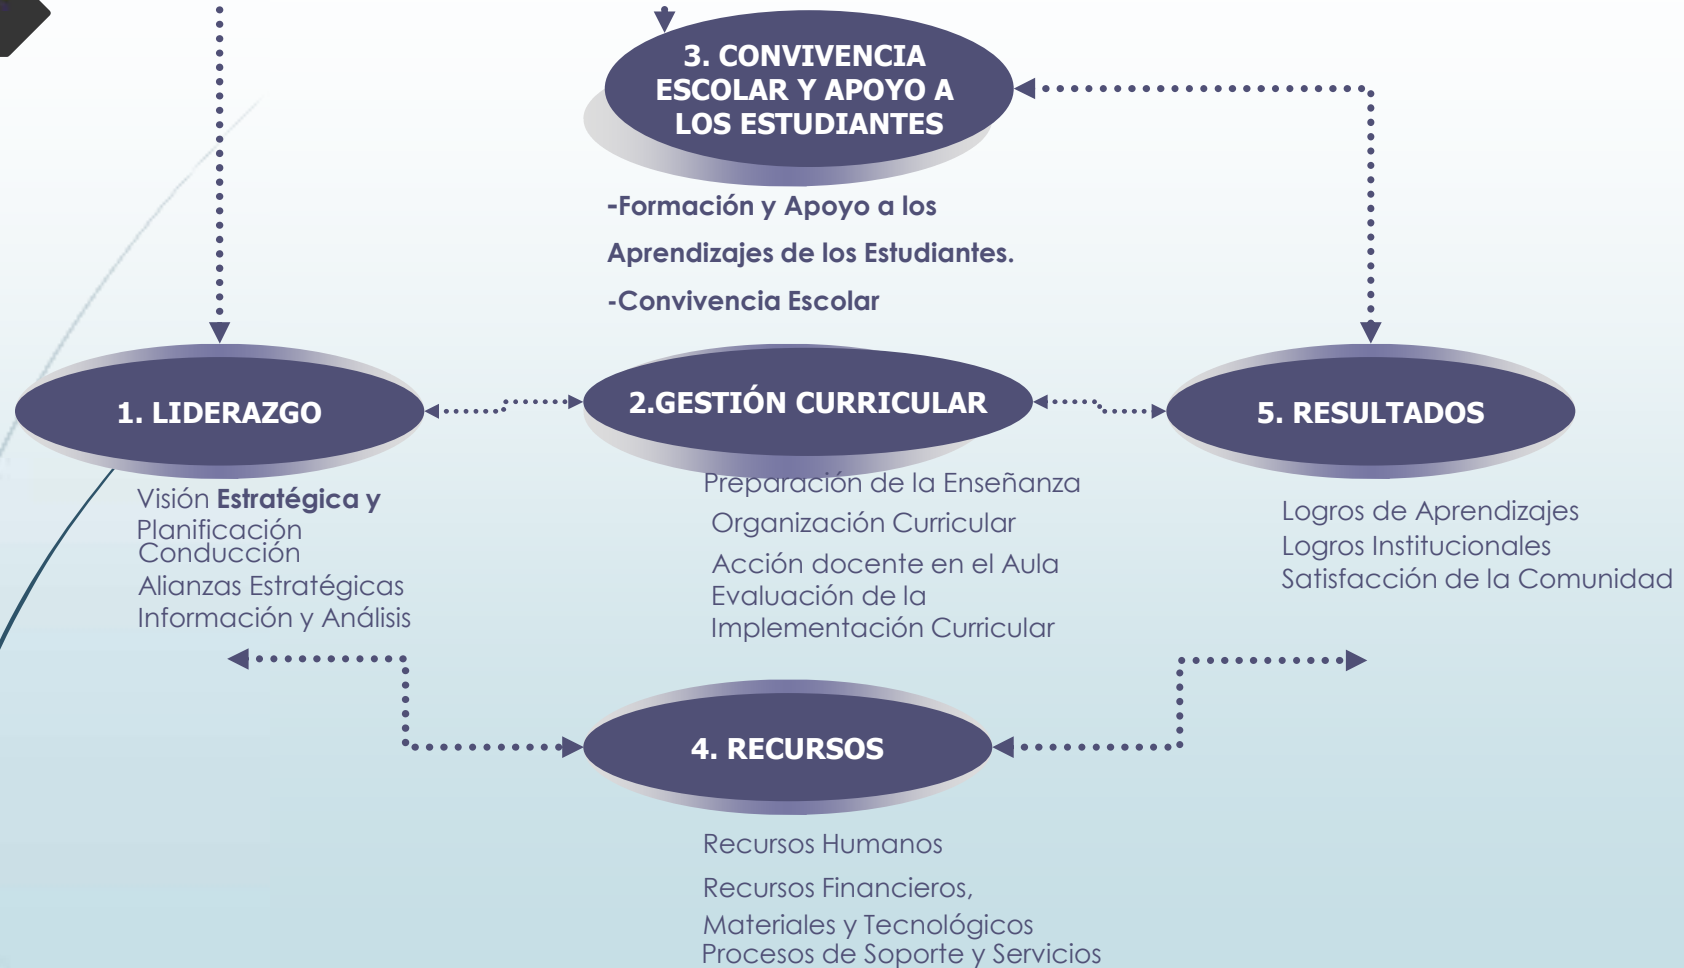 3. CONVIVENCIA
ESCOLAR Y APOYO A
LOS ESTUDIANTES
-Formación y Apoyo a los
Aprendizajes de los Estudiantes.
-Convivencia Escolar
1. LIDERAZGO
Visión Estratégica y
Planificación
Conducción
Alianzas Estratégicas
Información y Análisis
2.GESTIÓN CURRICULAR
Preparación de la Enseñanza
Organización Curricular
Acción docente en el Aula
Evaluación de la
Implementación Curricular
5. RESULTADOS
Logros de Aprendizajes
Logros Institucionales
Satisfacción de la Comunidad
4. RECURSOS
Recursos Humanos
Recursos Financieros,
Materiales y Tecnológicos
Procesos de Soporte y Servicios